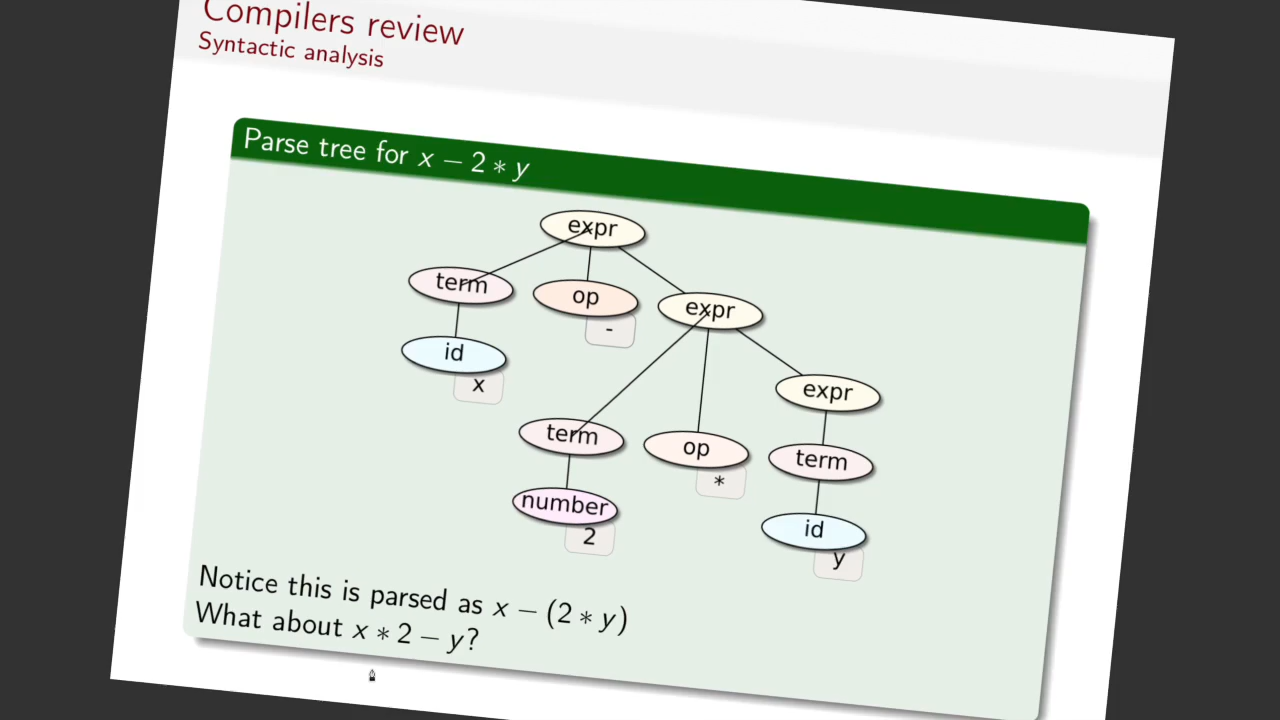 Compilers review
Syntactic analysis
Parse tree for x − 2 ∗ y
expr
term
op
expr
-
id
x
expr
term
op
term
*
number
id
2
y
Notice this is parsed as x − (2 ∗ y)
What about x ∗ 2 − y?